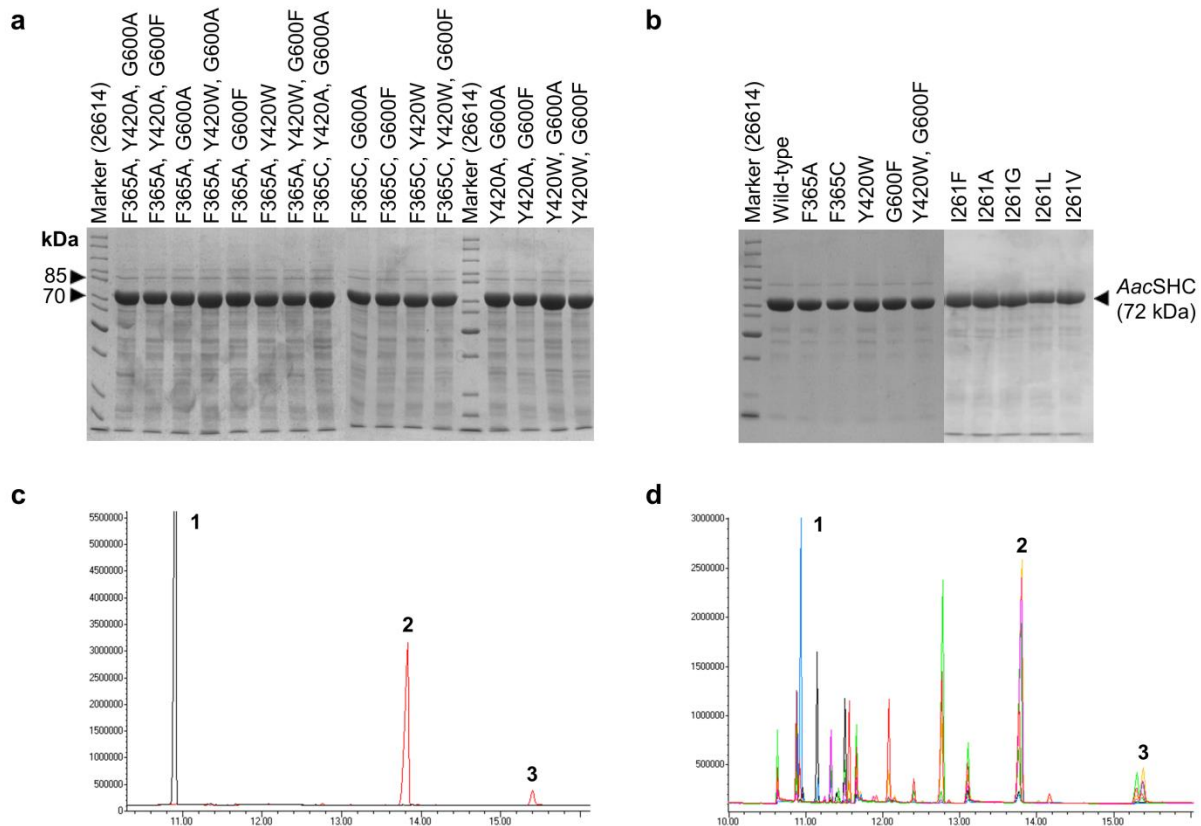 a
Marker (26614)
F365A, Y420A, G600A
F365A, Y420A, G600F
F365A, G600A
F365A, Y420W, G600A
F365A, G600F
F365A, Y420W
F365A, Y420W, G600F
F365C, Y420A, G600A
F365C, G600A
F365C, G600F
F365C, Y420W
F365C, Y420W, G600F
Marker (26614)
Y420A, G600A
Y420A, G600F
Y420W, G600A
Y420W, G600F
kDa
85
70
b
Marker (26614)
Wild-type
F365A
F365C
Y420W
G600F
Y420W, G600F
I261F
I261A
I261G
I261L
I261V
AacSHC
(72 kDa)
c
5500000
5000000
4500000
4000000
3500000
3000000
2500000
2000000
1500000
1000000
500000
0
11.00
12.00
13.00
14.00
15.00
1
2
3
d
3000000
2500000
2000000
1500000
1000000
500000
10.00
11.00
12.00
13.00
14.00
15.00
1
2
3